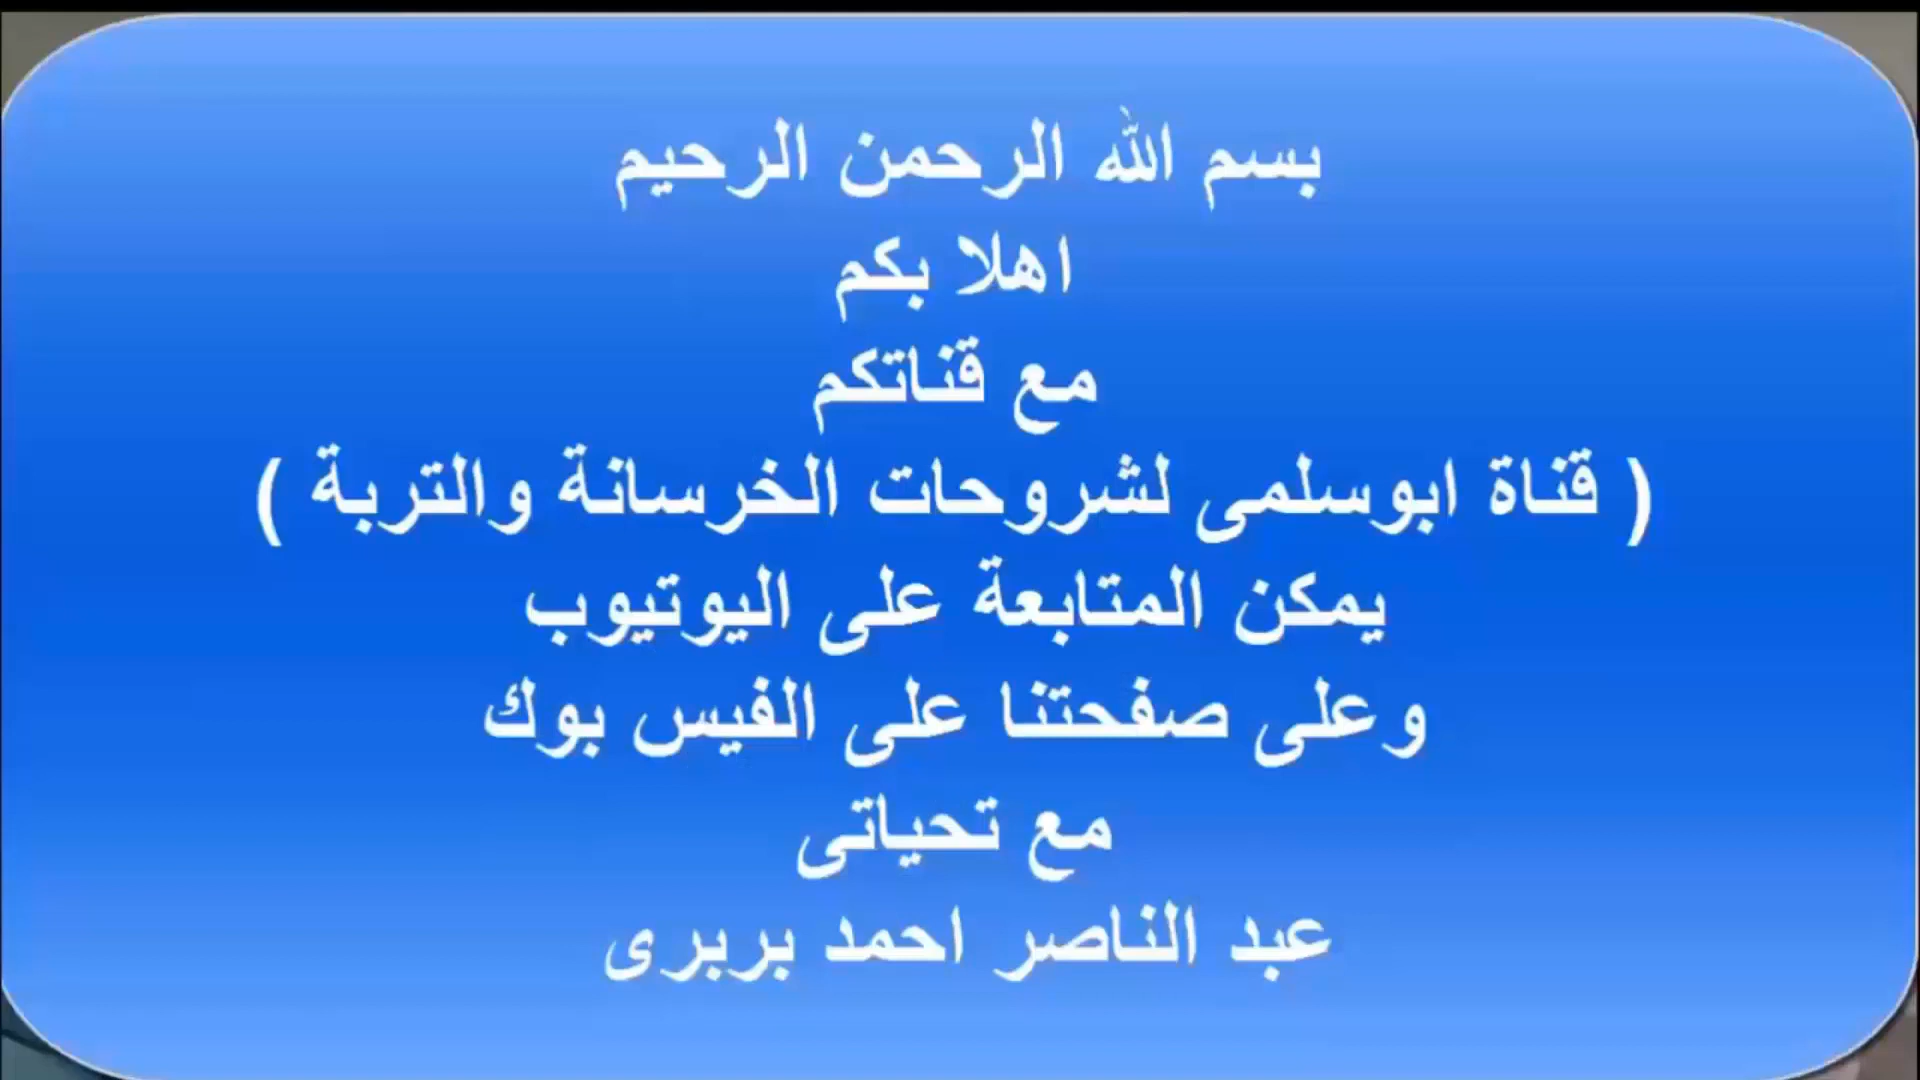 بسم الله الرحمن الرحيم
اهلا بكم
مع قناتكم
( قناة ابوسلمى لشروحات الخرسانة والتربة )
يمكن المتابعة على اليوتيوب
وعلى صفحتنا على الفيس بوك
مع تحياتى
عبد الناصر احمد بربرى